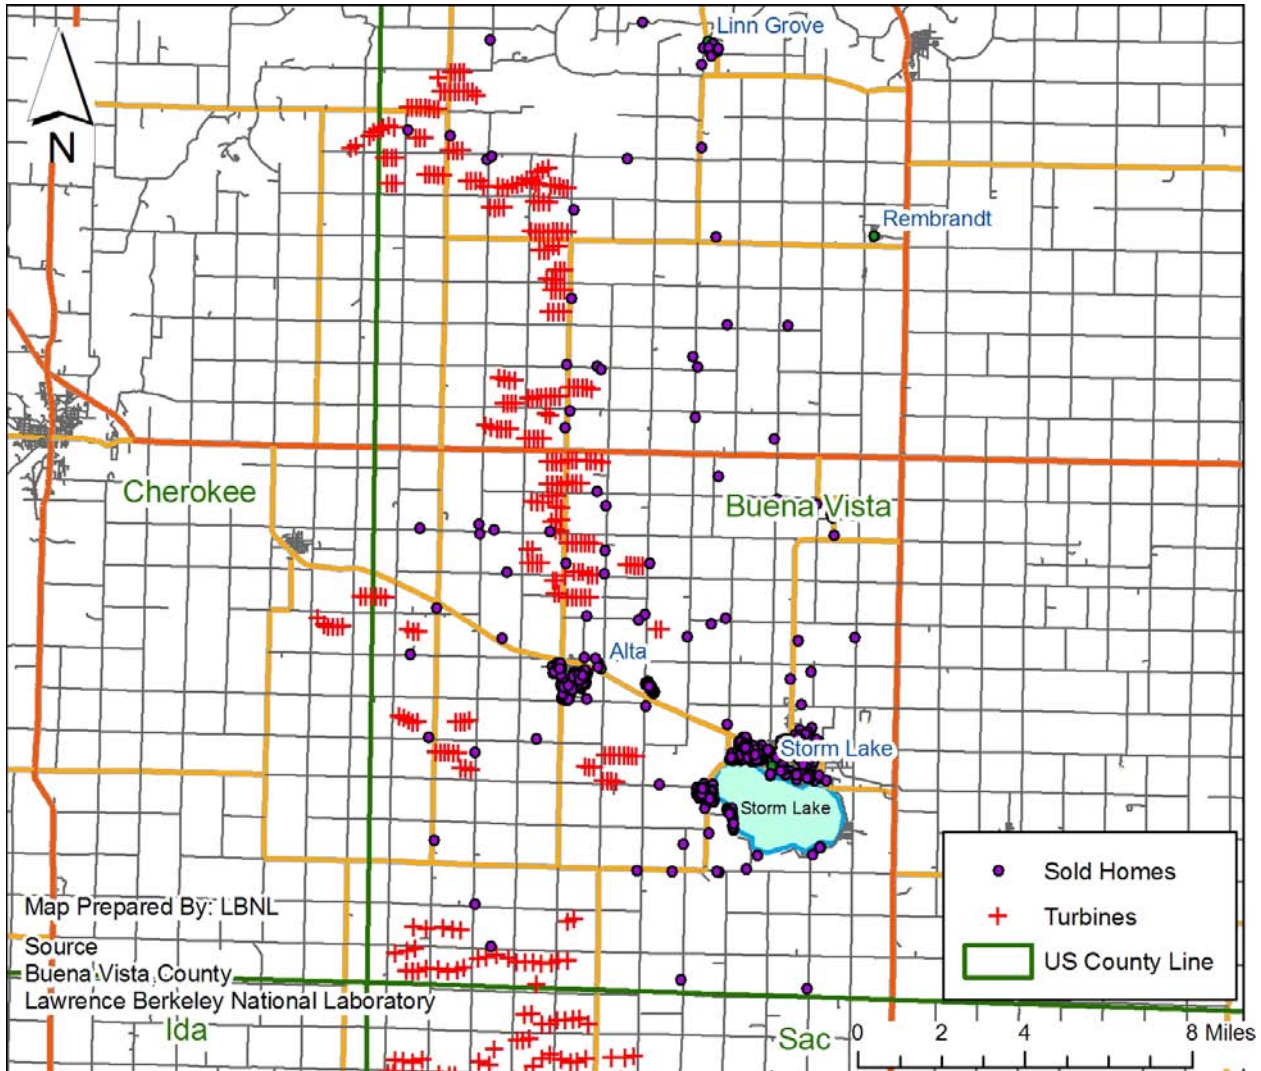 Linn Grove
N
Rembrandt
Cherokee
Buena Vista
Alta
Storm Lake
Storm Lake
Sold Homes
Turbines
US County Line
Map Prepared By: LBNL
Source
Buena Vista County
Lawrence Berkeley National Laboratory
Ida
Sac
0 2 4 8 Miles